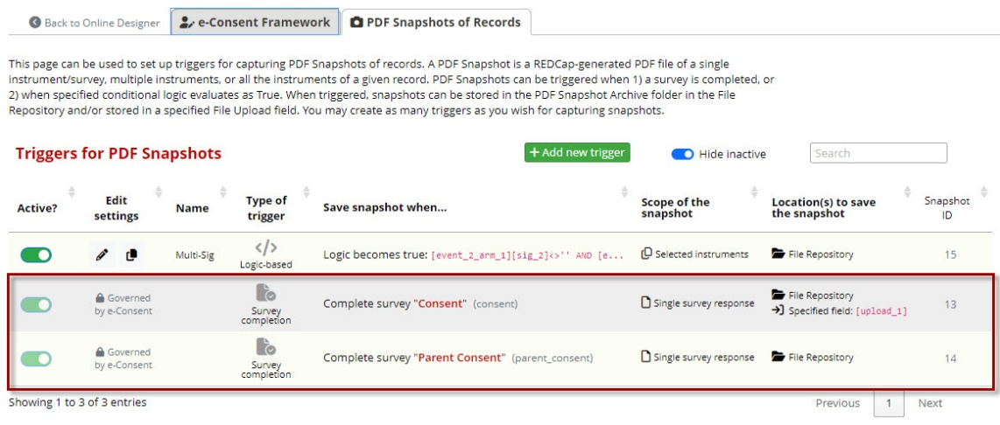 Back to Online Designer
e-Consent Framework
PDF Snapshots of Records
This page can be used to set up triggers for capturing PDF Snapshots of records. A PDF Snapshot is a REDCap-generated PDF file of a single
instrument/survey, multiple instruments, or all the instruments of a given record. PDF Snapshots can be triggered when 1) a survey is completed, or
2) when specified conditional logic evaluates as True. When triggered, snapshots can be stored in the PDF Snapshot Archive folder in the File
Repository and/or stored in a specified File Upload field. You may create as many triggers as you wish for capturing snapshots.
Triggers for PDF Snapshots
+ Add new trigger
Hide inactive
Search
Active?
Edit
settings
Name
Type of
trigger
Save snapshot when...
Scope of the
snapshot
Location(s) to save
the snapshot
Snapshot
ID
Multi-Sig
</>
Logic-based
Logic becomes true: [event_2_arm_1][sig_2]<>'' AND [e...
Selected instruments
File Repository
15
Governed
by e-Consent
Survey
completion
Complete survey "Consent" (consent)
Single survey response
File Repository
Specified field: [upload_1]
13
Governed
by e-Consent
Survey
completion
Complete survey "Parent Consent" (parent_consent)
Single survey response
File Repository
14
Showing 1 to 3 of 3 entries
Previous
1
Next